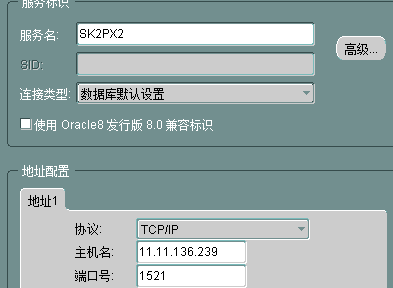 服务标识
服务名: SK2PX2
高级...
SID:
连接类型: 数据库默认设置
使用 Oracle8 发行版 8.0 兼容标识
地址配置
地址1
协议: TCP/IP
主机名: 11.11.136.239
端口号: 1521